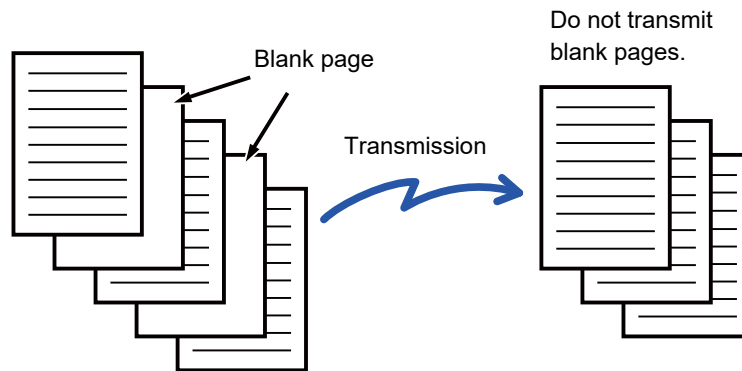 Do not transmit
blank pages.
Blank page
Transmission